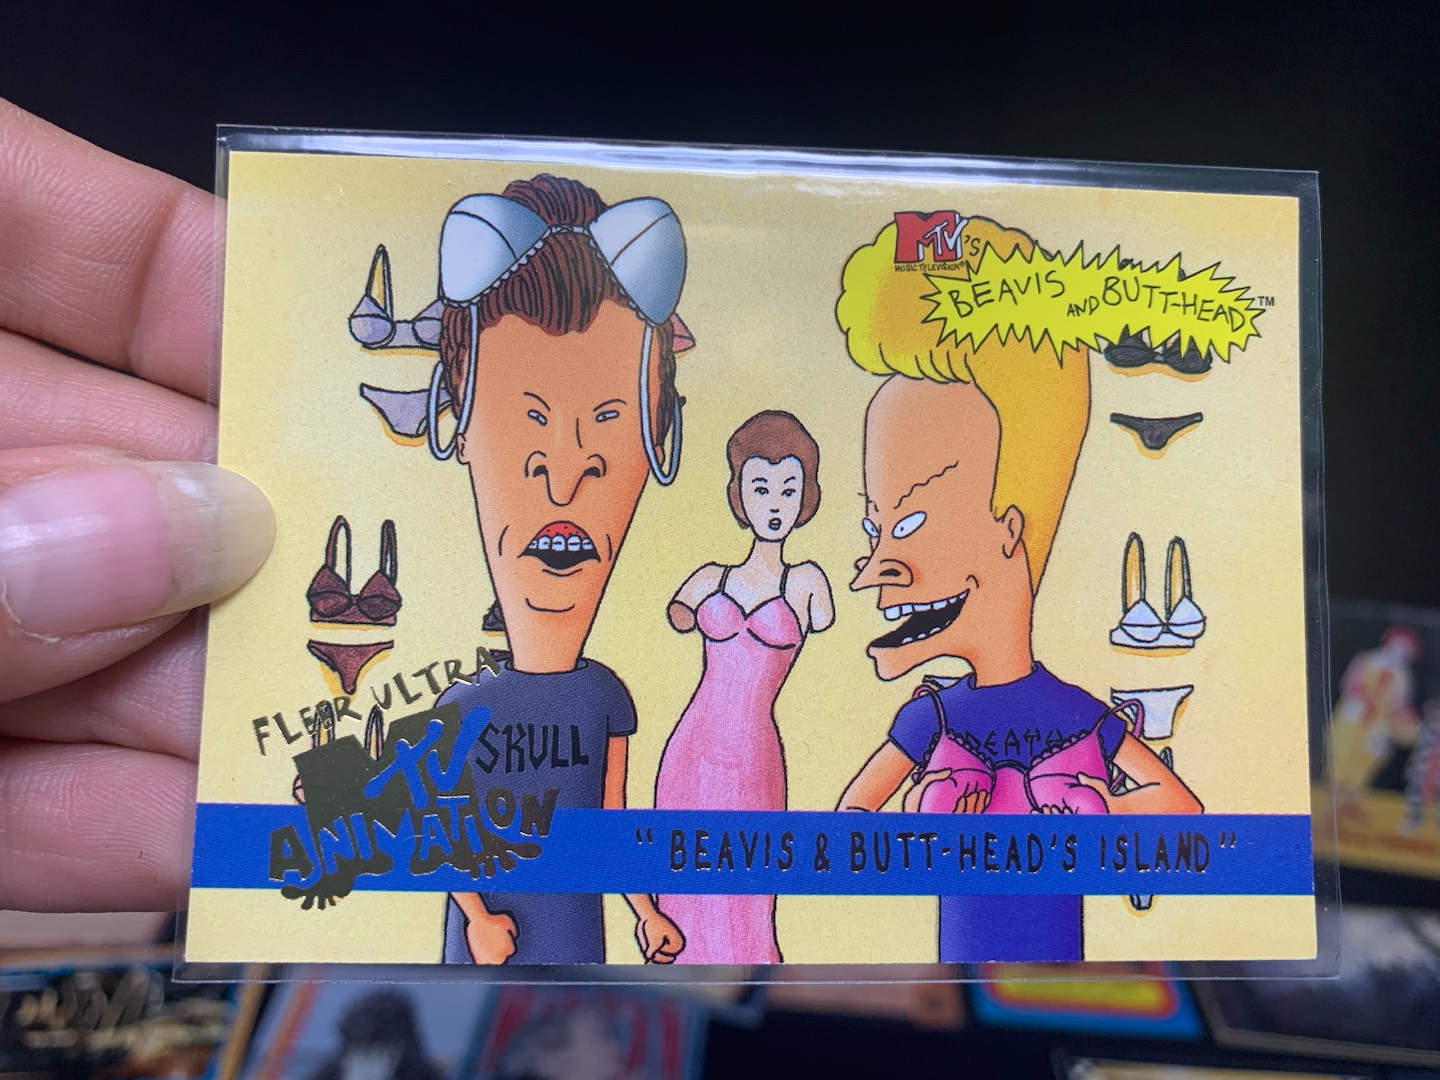 MTV's
MUSIC TELEVISION®
BEAVIS AND BUTT-HEAD™
FLEER ULTRA
MTV
ANIMATION
SKULL
DEATH
"BEAVIS & BUTT-HEAD'S ISLAND"